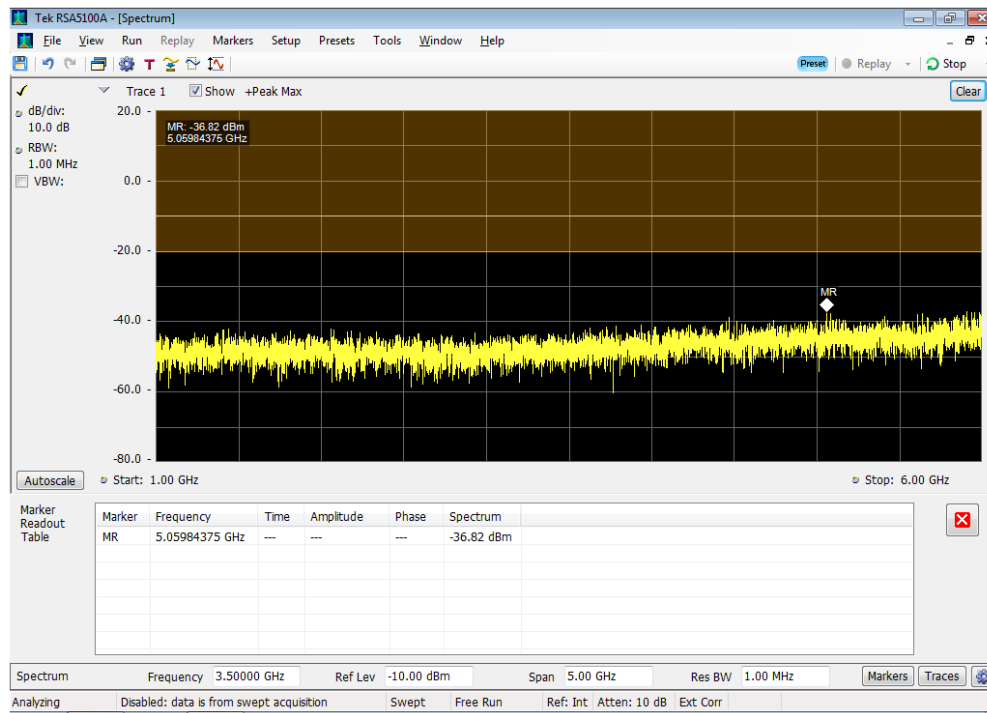 Tek RSA5100A - [Spectrum]
File View Run Replay Markers Setup Presets Tools Window Help
T Preset Replay Stop
Trace 1 Show +Peak Max Clear
dB/div:
10.0 dB
RBW:
1.00 MHz
VBW:
20.0
0.0
-20.0
-40.0
-60.0
-80.0
MR: -36.82 dBm
5.05984375 GHz
MR
Autoscale Start: 1.00 GHz Stop: 6.00 GHz
Marker
Readout
Table
Marker Frequency Time Amplitude Phase Spectrum
MR 5.05984375 GHz --- --- --- -36.82 dBm
Spectrum Frequency 3.50000 GHz Ref Lev -10.00 dBm Span 5.00 GHz Res BW 1.00 MHz Markers Traces
Analyzing Disabled: data is from swept acquisition Swept Free Run Ref: Int Atten: 10 dB Ext Corr